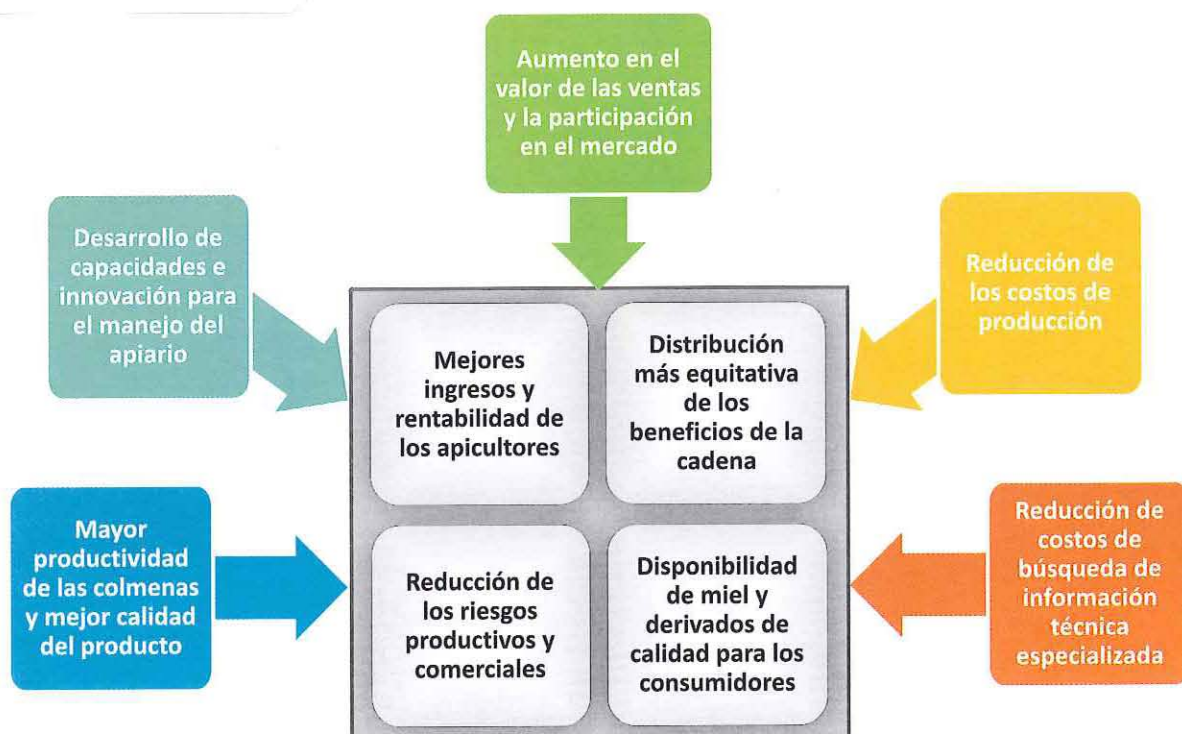 Aumento en el
valor de las ventas
y la participación
en el mercado
Desarrollo de
capacidades e
innovación para
el manejo del
apiario
Reducción de
los costos de
producción
Mejores
ingresos y
rentabilidad de
los apicultores
Distribución
más equitativa
de los
beneficios de la
cadena
Mayor
productividad
de las colmenas
y mejor calidad
del producto
Reducción de
los riesgos
productivos y
comerciales
Disponibilidad
de miel y
derivados de
calidad para los
consumidores
Reducción de
costos de
búsqueda de
información
técnica
especializada